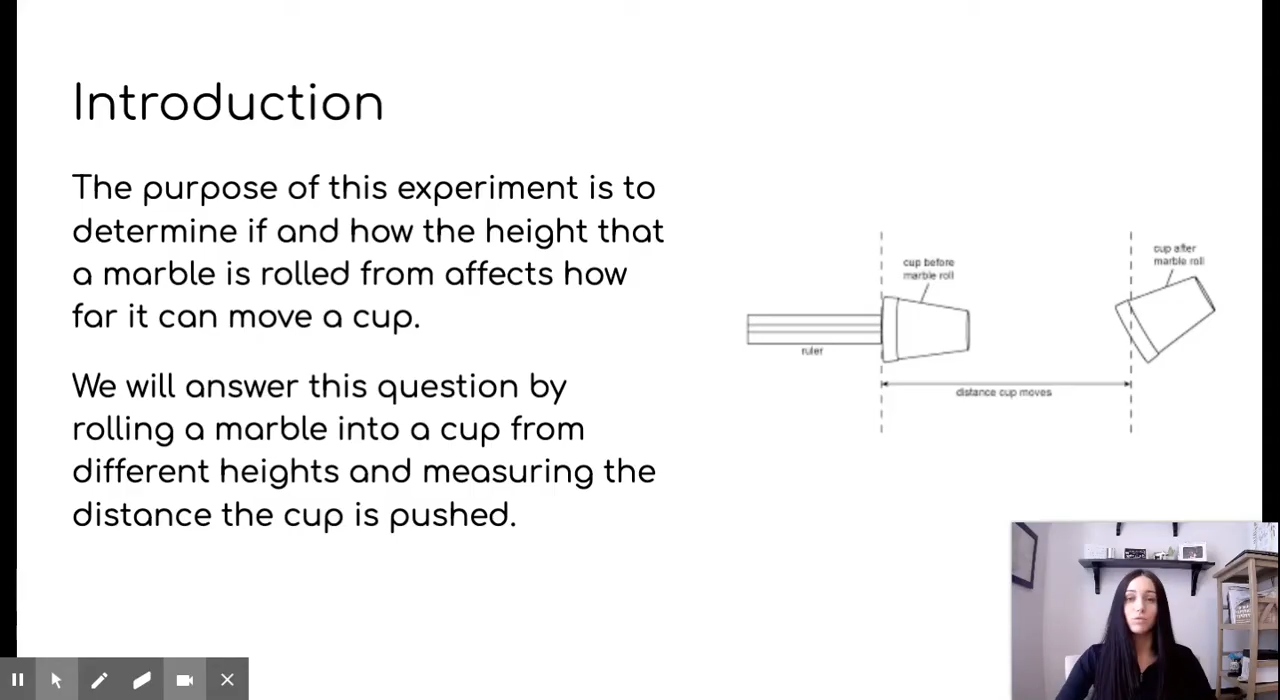 Introduction
The purpose of this experiment is to
determine if and how the height that
a marble is rolled from affects how
far it can move a cup.
We will answer this question by
rolling a marble into a cup from
different heights and measuring the
distance the cup is pushed.
cup before
marble roll
cup after
marble roll
ruler
distance cup moves